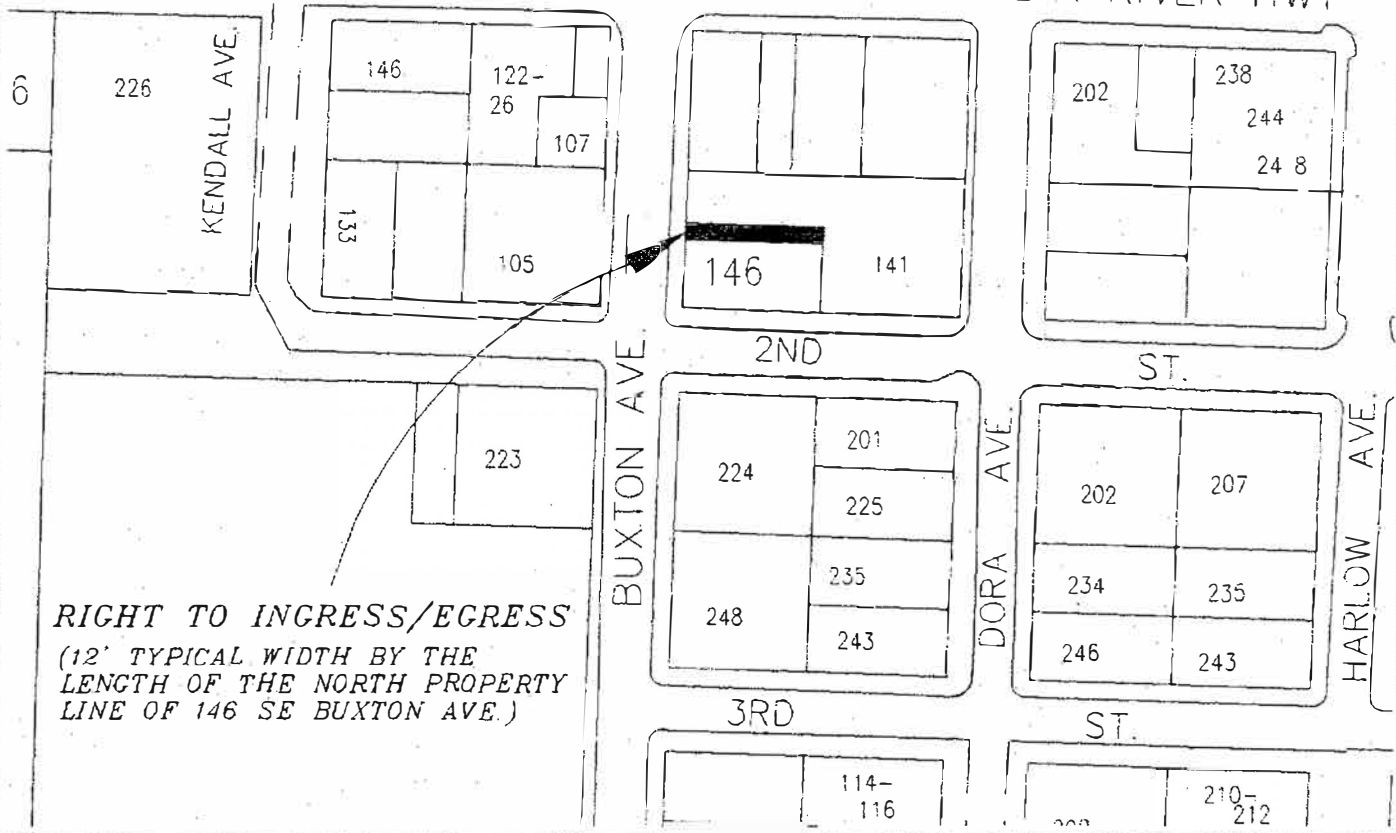 RIVER HWY
6
226
KENDALL AVE.
146
122-
26
107
133
105
146
141
202
238
244
24 8
2ND
ST.
BUXTON AVE.
223
224
201
225
235
248
243
DORA AVE.
202
207
234
235
246
243
HARLOW AVE.
RIGHT TO INGRESS/EGRESS
(12' TYPICAL WIDTH BY THE
LENGTH OF THE NORTH PROPERTY
LINE OF 146 SE BUXTON AVE.)
3RD
ST.
114-
116
210-
212